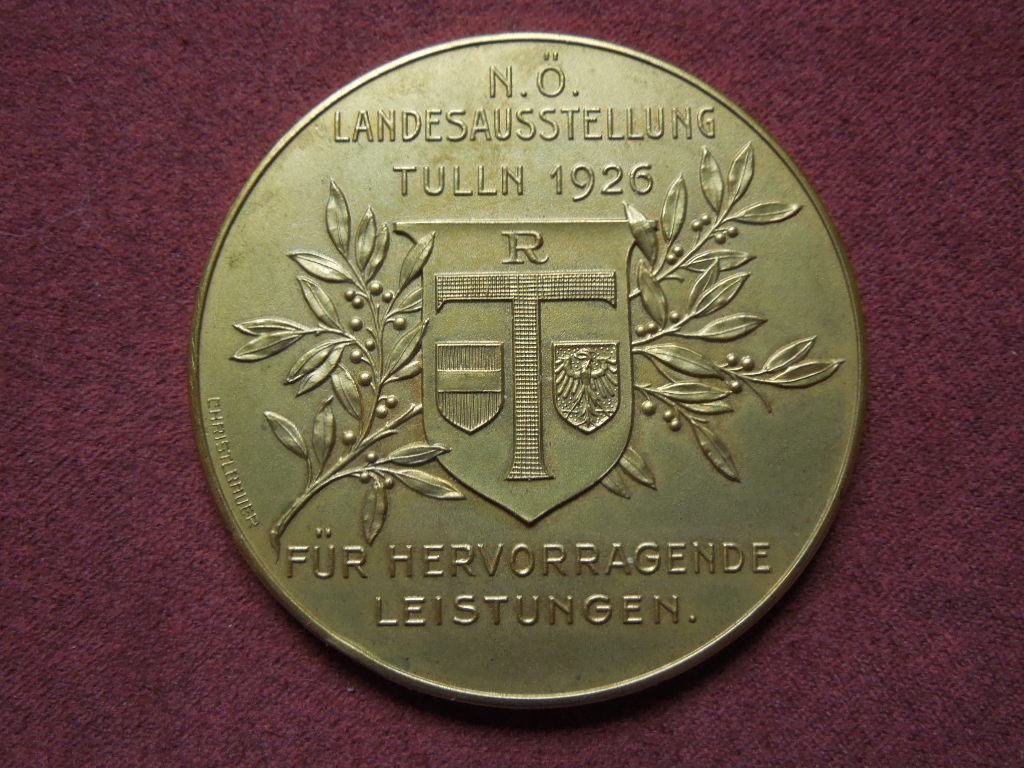 N.Ö.
LANDESAUSSTELLUNG
TULLN 1926
R
T
FÜR HERVORRAGENDE
LEISTUNGEN.